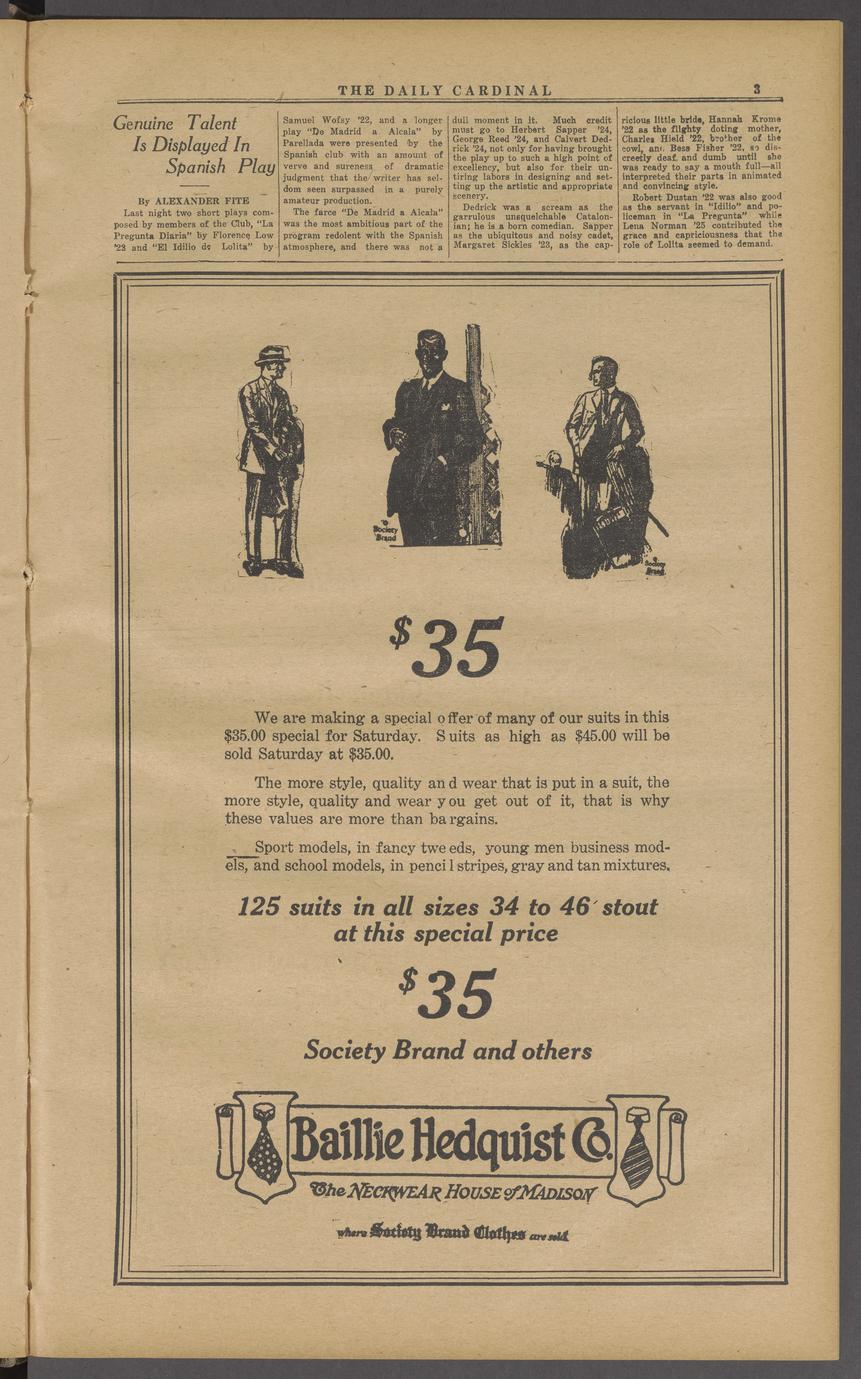 THE DAILY CARDINAL 3
Genuine Talent
Is Displayed In
Spanish Play
By ALEXANDER FITE
Last night two short plays com-
posed by members of the Club, "La
Pregunta Diaria" by Florence Low
'22 and "El Idilio de Lolita" by
Samuel Wofsy '22, and a longer
play "De Madrid a Alcala" by
Parellada were presented by the
Spanish club with an amount of
verve and sureness of dramatic
judgment that the writer has sel-
dom seen surpassed in a purely
amateur production.
The farce "De Madrid a Alcala"
was the most ambitious part of the
program redolent with the Spanish
atmosphere, and there was not a
dull moment in it. Much credit
must go to Herbert Sapper '24,
George Reed '24, and Calvert Ded-
rick '24, not only for having brought
the play up to such a high point of
excellency, but also for their un-
tiring labors in designing and set-
ting up the artistic and appropriate
scenery.
Dedrick was a scream as the
garrulous unsquelchable Catalon-
ian; he is a born comedian. Sapper
as the ubiquitous and noisy cadet,
Margaret Sickles '23, as the cap-
ricious little bride, Hannah Krome
'22 as the flighty doting mother,
Charles Hield '22, brother of the
cowl, and Bess Fisher '22, so dis-
creetly deaf and dumb until she
was ready to say a mouth full—all
interpreted their parts in animated
and convincing style.
Robert Dustan '22 was also good
as the servant in "Idilio" and po-
liceman in "La Pregunta" while
Lena Norman '25 contributed the
grace and capriciousness that the
role of Lolita seemed to demand.
Society
Brand
Society
Brand
$35
We are making a special offer of many of our suits in this
$35.00 special for Saturday. Suits as high as $45.00 will be
sold Saturday at $35.00.
The more style, quality and wear that is put in a suit, the
more style, quality and wear you get out of it, that is why
these values are more than bargains.
Sport models, in fancy tweeds, young men business mod-
els, and school models, in pencil stripes, gray and tan mixtures.
125 suits in all sizes 34 to 46 stout
at this special price
$35
Society Brand and others
Baillie Hedquist Co.
The NECKWEAR HOUSE of MADISON
where Society Brand Clothes are sold